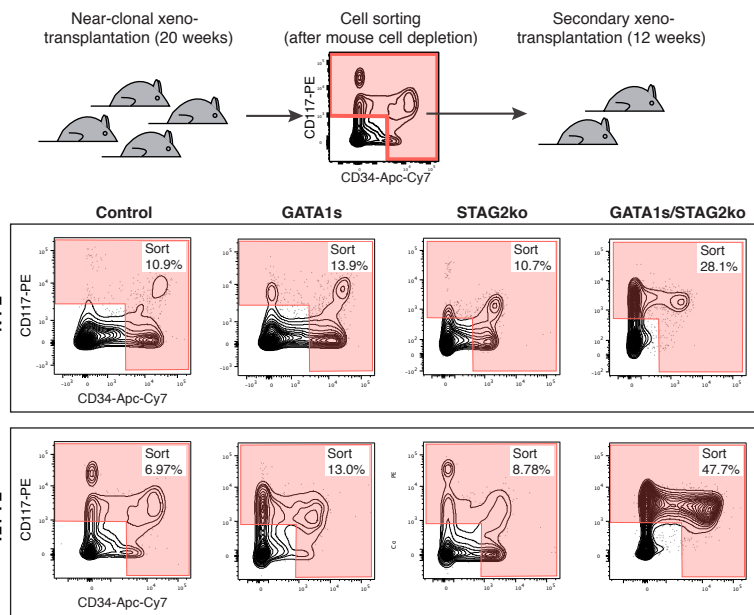 Near-clonal xeno-
transplantation (20 weeks)
Cell sorting
(after mouse cell depletion)
Secondary xeno-
transplantation (12 weeks)
CD117-PE
CD34-Apc-Cy7
Control
GATA1s
STAG2ko
GATA1s/STAG2ko
Sort
10.9%
Sort
13.9%
Sort
10.7%
Sort
28.1%
CD117-PE
CD34-Apc-Cy7
Sort
6.97%
Sort
13.0%
Sort
8.78%
Sort
47.7%
CD117-PE
CD34-Apc-Cy7